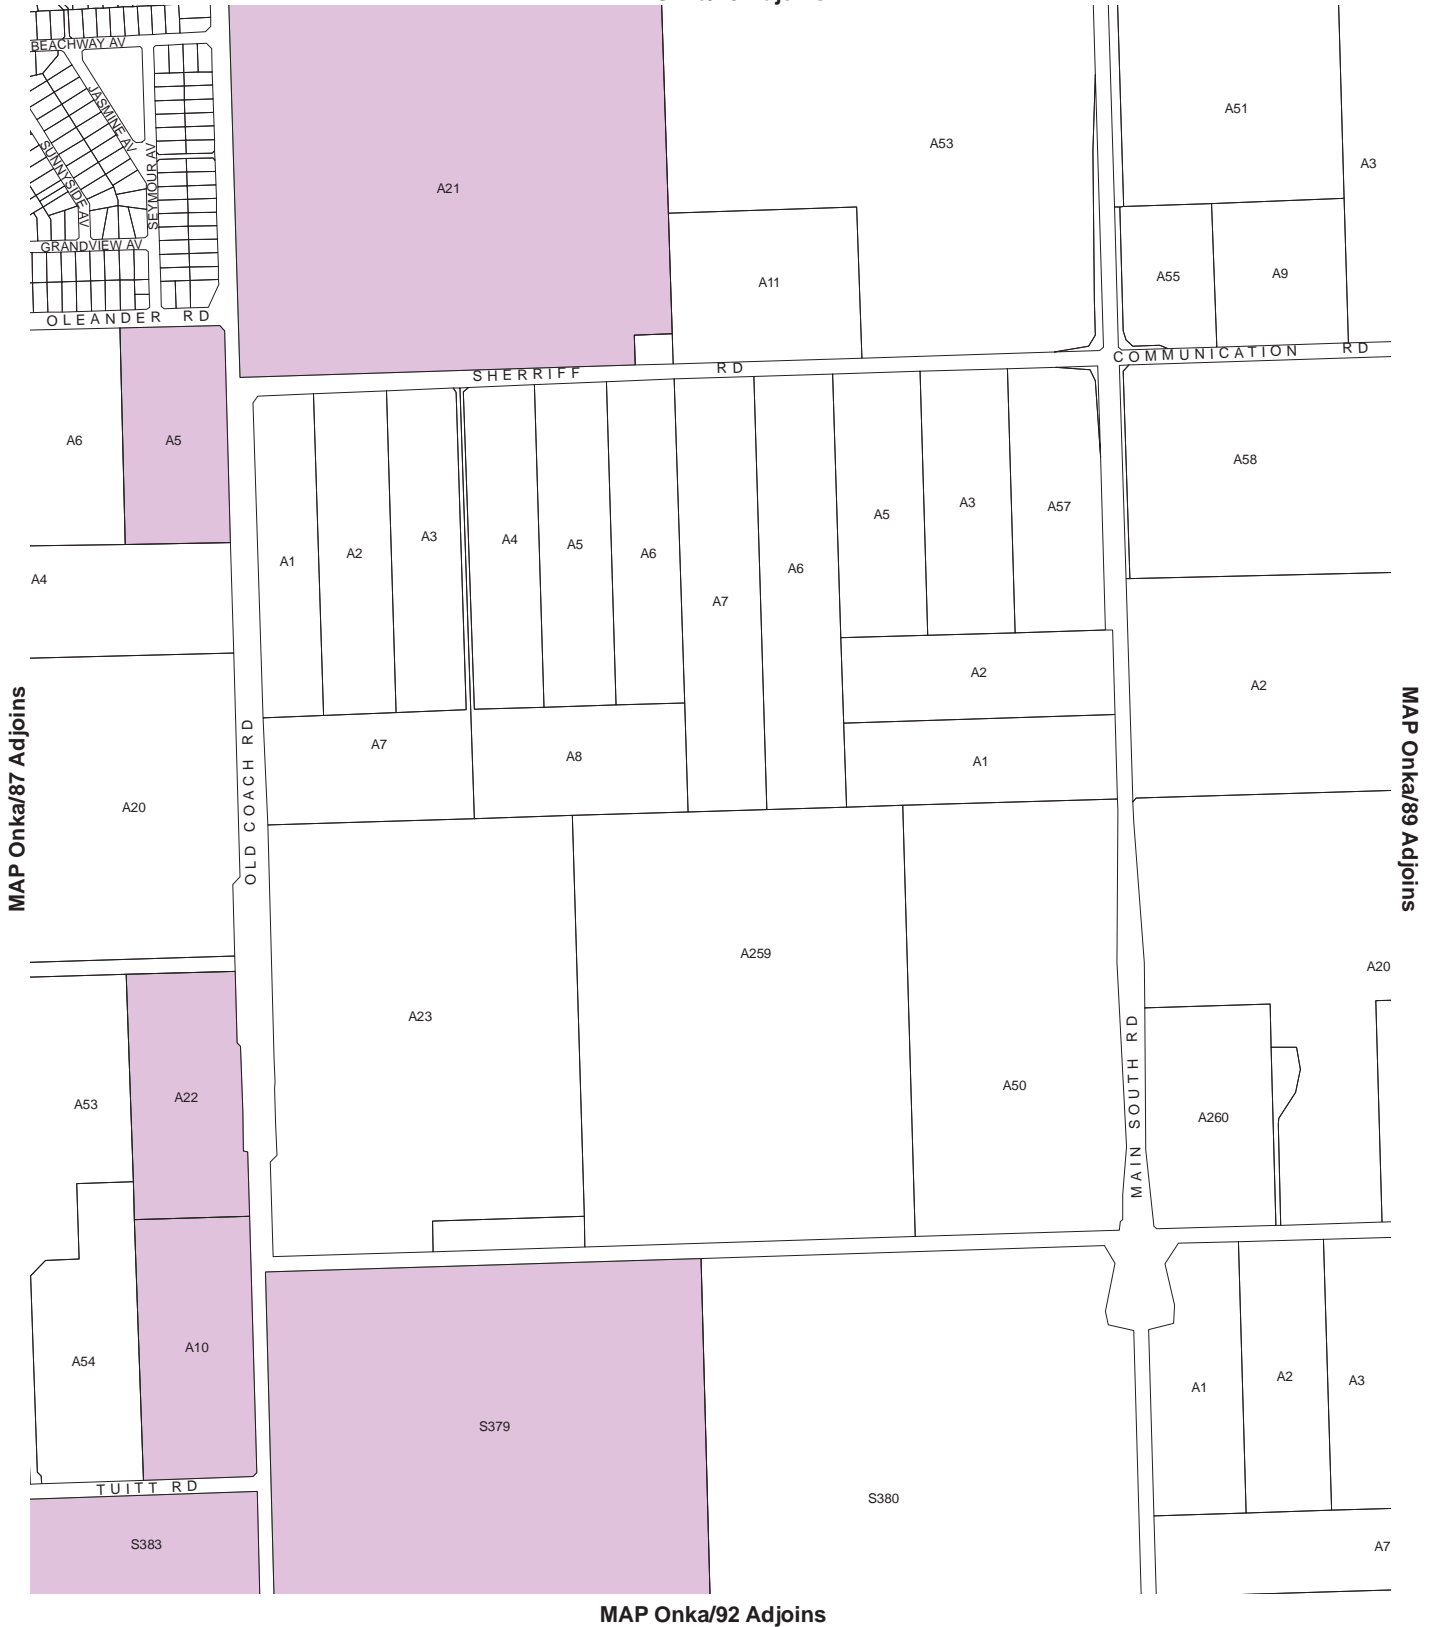 BEACHWAY AV
JASMINE AV
SUNNYSIDE AV
SEYMOUR AV
GRANDVIEW AV
OLEANDER RD
A21
A53
A51
A3
A11
A55
A9
SHERRIFF RD
COMMUNICATION RD
A6
A5
A4
A1
A2
A3
A4
A5
A6
A7
A6
A5
A3
A57
A58
A2
A2
A1
A7
A8
MAP Onka/87 Adjoins
OLD COACH RD
MAP Onka/89 Adjoins
A20
A23
A259
A50
A20
MAIN SOUTH RD
A260
A53
A22
A54
A10
S379
S380
A1
A2
A3
TUITT RD
S383
A7
MAP Onka/92 Adjoins